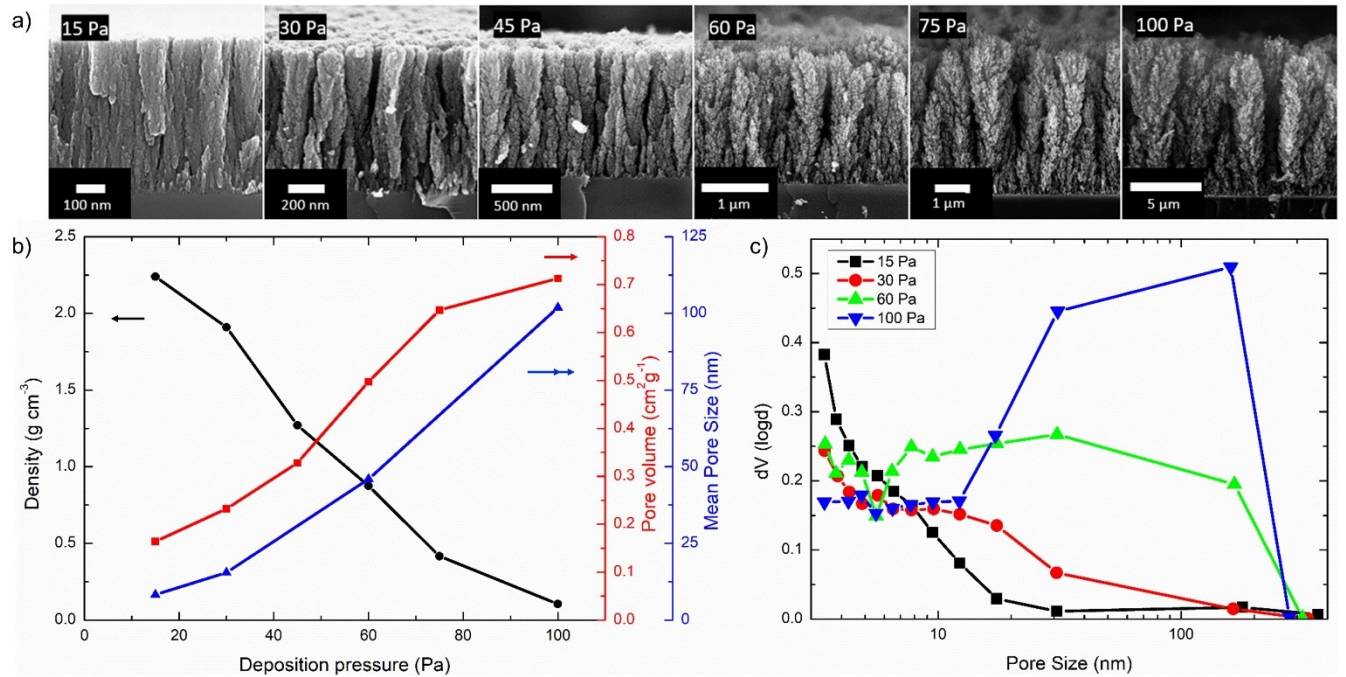 a)
15 Pa
30 Pa
45 Pa
60 Pa
75 Pa
100 Pa
100 nm
200 nm
500 nm
1 µm
1 µm
5 µm
b)
2.5
2.0
1.5
1.0
0.5
0.0
Density (g cm⁻³)
0
20
40
60
80
100
Deposition pressure (Pa)
0.8
0.7
0.6
0.5
0.4
0.3
0.2
0.1
0.0
Pore volume (cm²g⁻¹)
125
100
75
50
25
0
Mean Pore Size (nm)
c)
15 Pa
30 Pa
60 Pa
100 Pa
0.5
0.4
0.3
0.2
0.1
0.0
dV (logd)
10
100
Pore Size (nm)